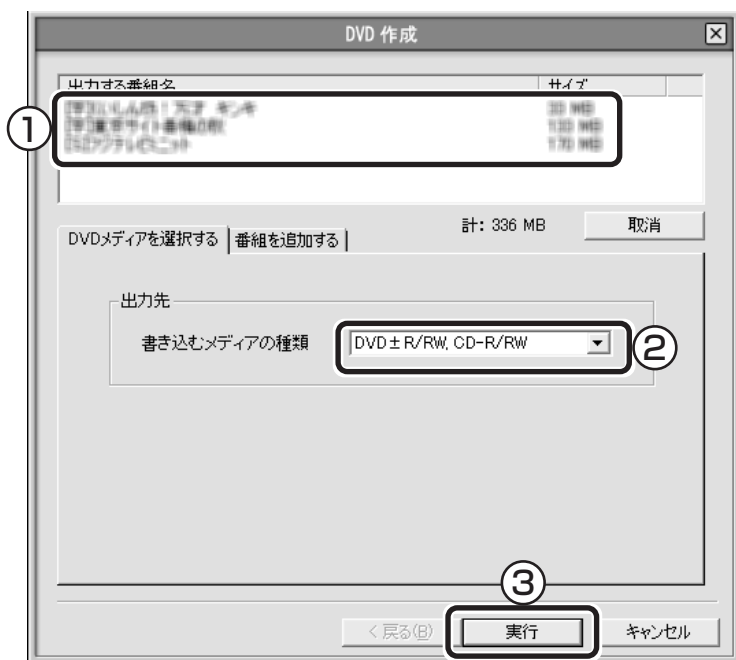 DVD 作成
出力する番組名 サイズ
①
計: 336 MB 取消
DVDメディアを選択する 番組を追加する
出力先
書き込むメディアの種類 DVD±R/RW, CD-R/RW ②
③
< 戻る(B) 実行 キャンセル